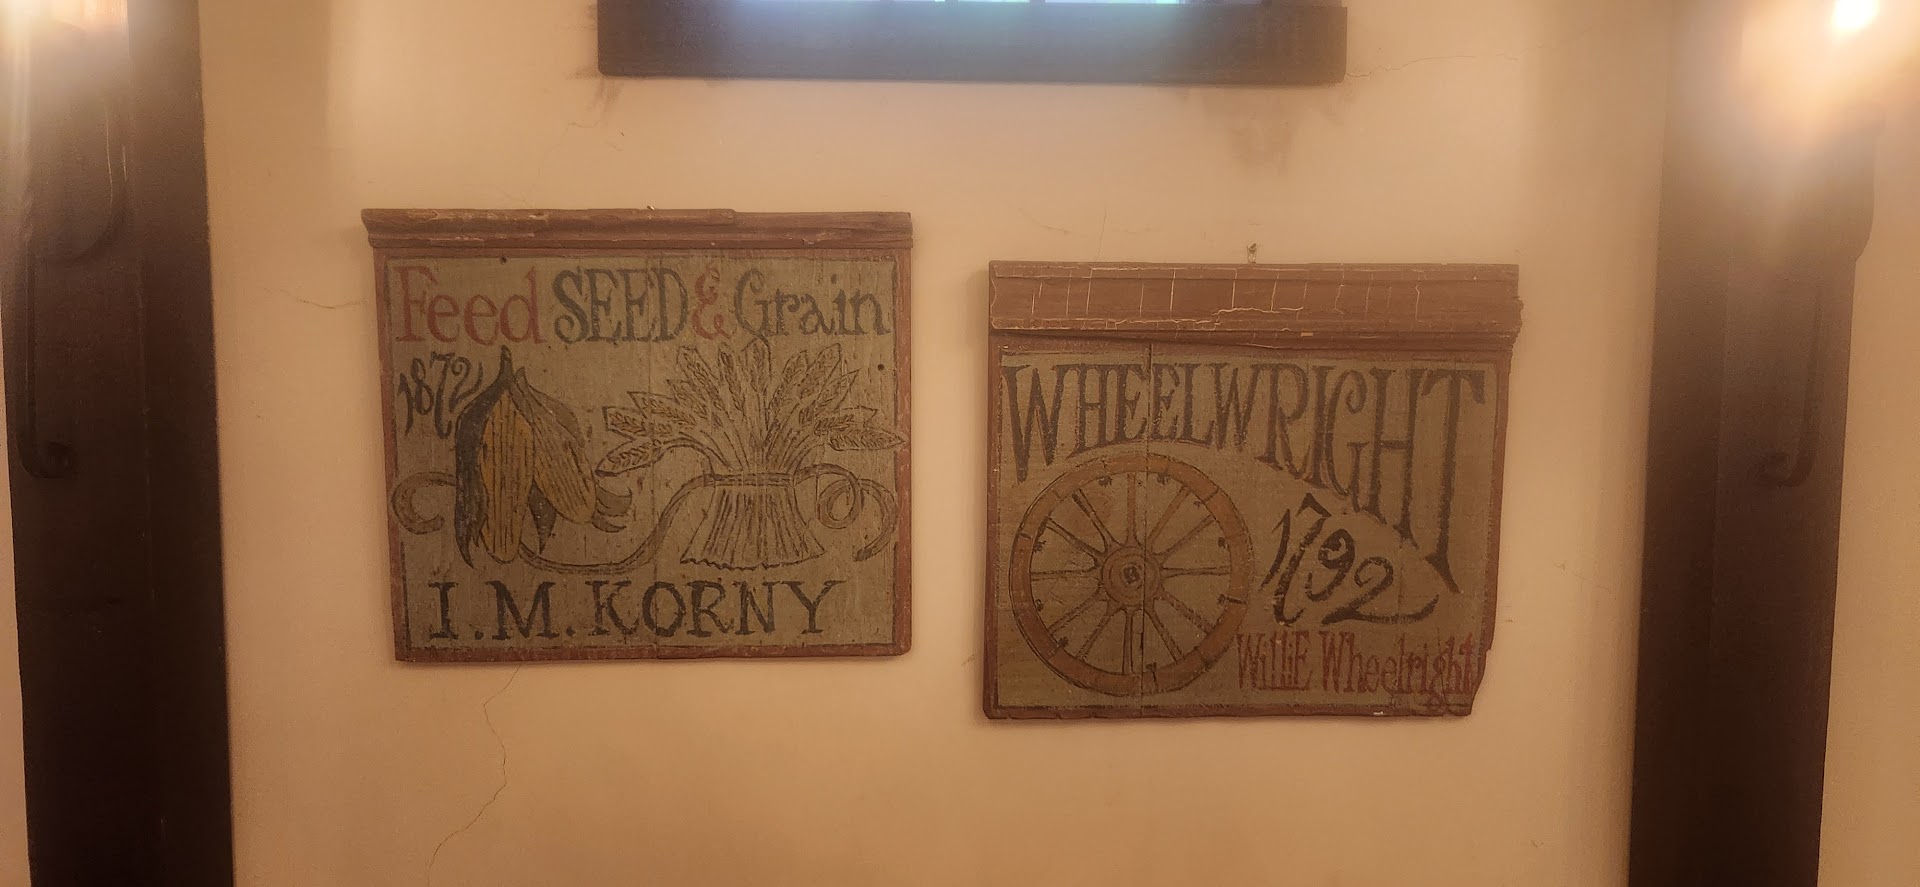 Feed SEED & Grain
1872
I.M. KORNY
WHEELWRIGHT
1792
WilliE Wheelright